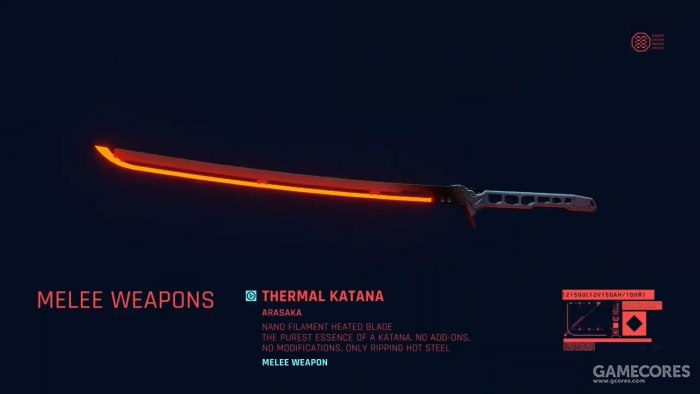 MELEE WEAPONS
THERMAL KATANA
ARASAKA
NANO FILAMENT HEATED BLADE
THE PUREST ESSENCE OF A KATANA. NO ADD-ONS,
NO MODIFICATIONS, ONLY RIPPING HOT STEEL
MELEE WEAPON
GAMECORES
www.gcores.com